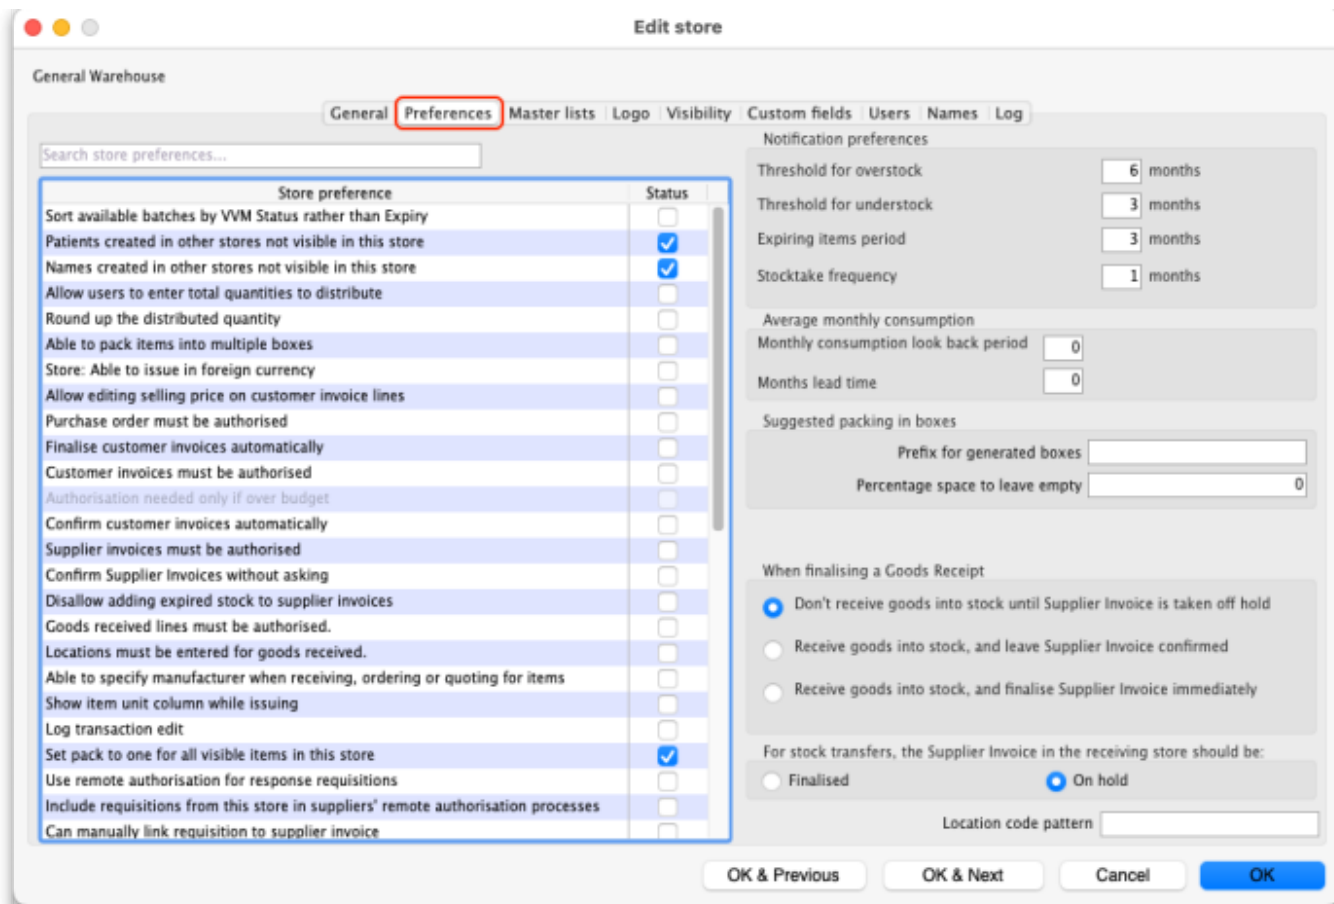 Edit store
General Warehouse
General Preferences Master lists Logo Visibility Custom fields Users Names Log
Search store preferences...
Store preference Status
Sort available batches by VVM Status rather than Expiry
Patients created in other stores not visible in this store
Names created in other stores not visible in this store
Allow users to enter total quantities to distribute
Round up the distributed quantity
Able to pack items into multiple boxes
Store: Able to issue in foreign currency
Allow editing selling price on customer invoice lines
Purchase order must be authorised
Finalise customer invoices automatically
Customer invoices must be authorised
Authorisation needed only if over budget
Confirm customer invoices automatically
Supplier invoices must be authorised
Confirm Supplier Invoices without asking
Disallow adding expired stock to supplier invoices
Goods received lines must be authorised.
Locations must be entered for goods received.
Able to specify manufacturer when receiving, ordering or quoting for items
Show item unit column while issuing
Log transaction edit
Set pack to one for all visible items in this store
Use remote authorisation for response requisitions
Include requisitions from this store in suppliers' remote authorisation processes
Can manually link requisition to supplier invoice
Notification preferences
Threshold for overstock 6 months
Threshold for understock 3 months
Expiring items period 3 months
Stocktake frequency 1 months
Average monthly consumption
Monthly consumption look back period 0
Months lead time 0
Suggested packing in boxes
Prefix for generated boxes
Percentage space to leave empty 0
When finalising a Goods Receipt
Don't receive goods into stock until Supplier Invoice is taken off hold
Receive goods into stock, and leave Supplier Invoice confirmed
Receive goods into stock, and finalise Supplier Invoice immediately
For stock transfers, the Supplier Invoice in the receiving store should be:
Finalised On hold
Location code pattern
OK & Previous OK & Next Cancel OK